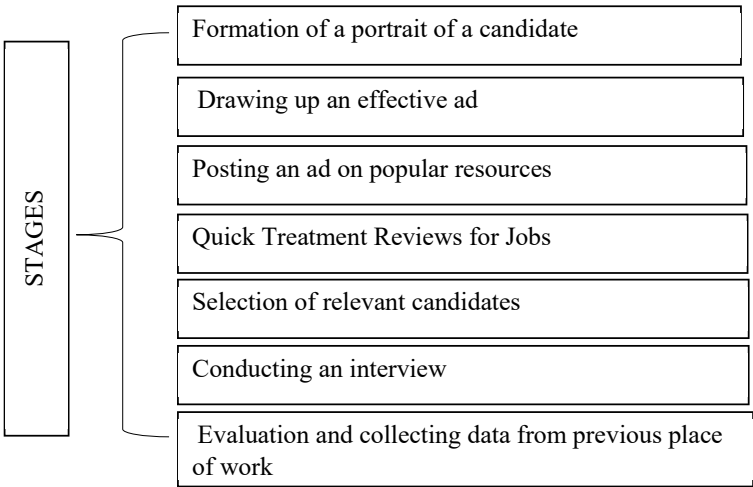 STAGES
Formation of a portrait of a candidate
Drawing up an effective ad
Posting an ad on popular resources
Quick Treatment Reviews for Jobs
Selection of relevant candidates
Conducting an interview
Evaluation and collecting data from previous place
of work